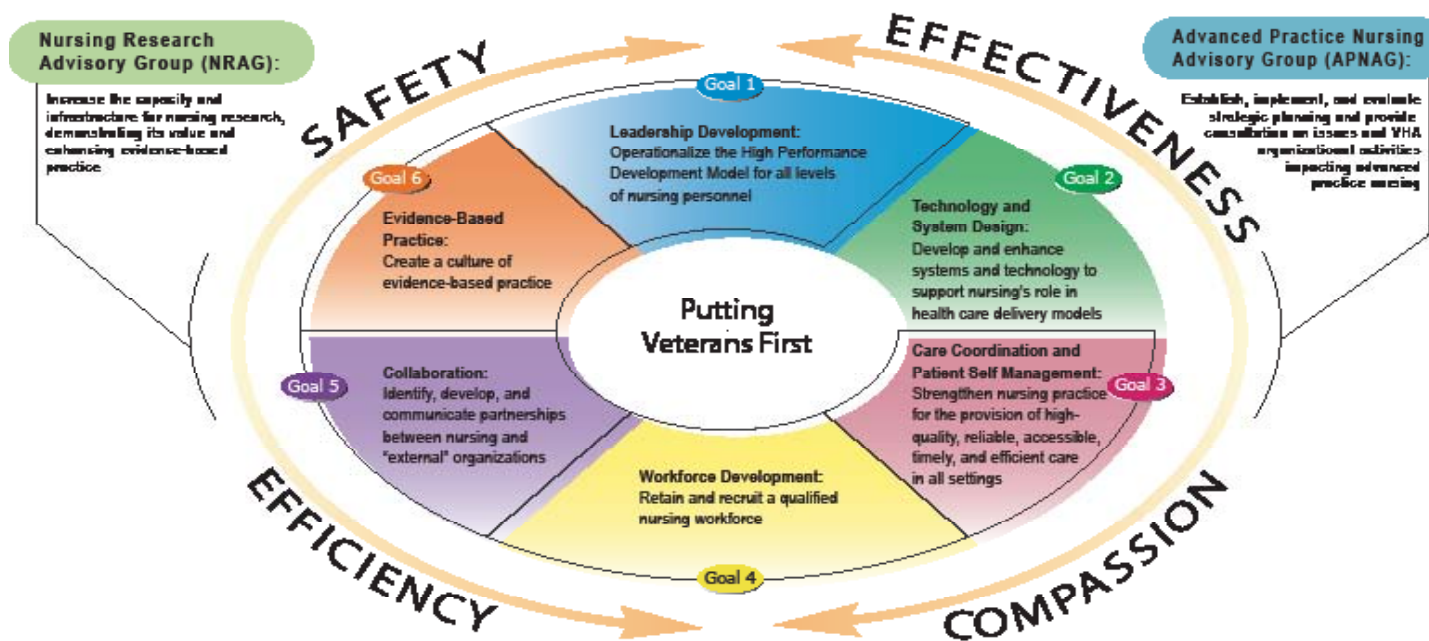 Nursing Research
Advisory Group (NRAG):
Increase the capacity and
infrastructure for nursing research,
demonstrating its value and
enhancing evidence-based
practice
SAFETY
EFFECTIVENESS
Advanced Practice Nursing
Advisory Group (APNAG):
Establish, implement, and evaluate
strategic planning and provide
consultation on issues and VHA
organizational activities
impacting advanced
practice nursing
Goal 1
Leadership Development:
Operationalize the High Performance
Development Model for all levels
of nursing personnel
Goal 2
Technology and
System Design:
Develop and enhance
systems and technology to
support nursing's role in
health care delivery models
Goal 3
Care Coordination and
Patient Self Management:
Strengtten nursing practice
for the provision of high-
quality, reliable, accessible,
timely, and efficient care
in all settings
Goal 4
Workforce Development:
Retain and recruit a qualified
nursing workforce
Goal 5
Collaboration:
Identify, develop, and
communicate partnerships
between nursing and
"external" organizations
Goal 6
Evidence-Based
Practice:
Create a culture of
evidence-based practice
Putting
Veterans First
EFFICIENCY
COMPASSION